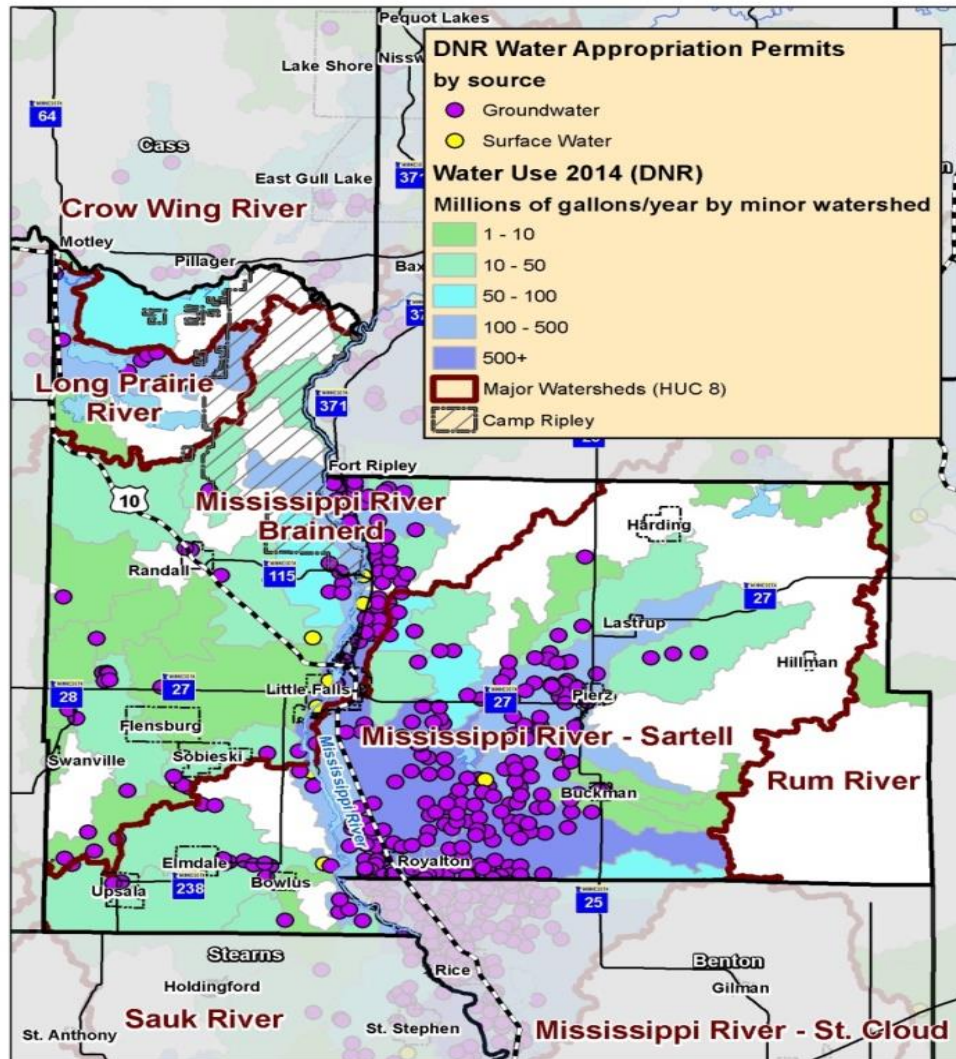 Pequot Lakes
Lake Shore
64
Cass
East Gull Lake
371
Crow Wing River
Motley
Pillager
DNR Water Appropriation Permits
by source
Groundwater
Surface Water
Water Use 2014 (DNR)
Millions of gallons/year by minor watershed
1 - 10
10 - 50
50 - 100
100 - 500
500+
Major Watersheds (HUC 8)
Camp Ripley
Long Prairie
River
371
Fort Ripley
10
Mississippi River
Brainerd
Harding
Randall
115
27
Lastrup
Hillman
28
27
Little Falls
27
Pierz
Flensburg
Mississippi River - Sartell
Swanville
Sobieski
Mississippi River
Rum River
Buckman
Elmdale
Royalton
Upsala
238
Bowlus
25
Stearns
Rice
Benton
Holdingford
Gilman
Sauk River
St. Anthony
St. Stephen
Mississippi River - St. Cloud